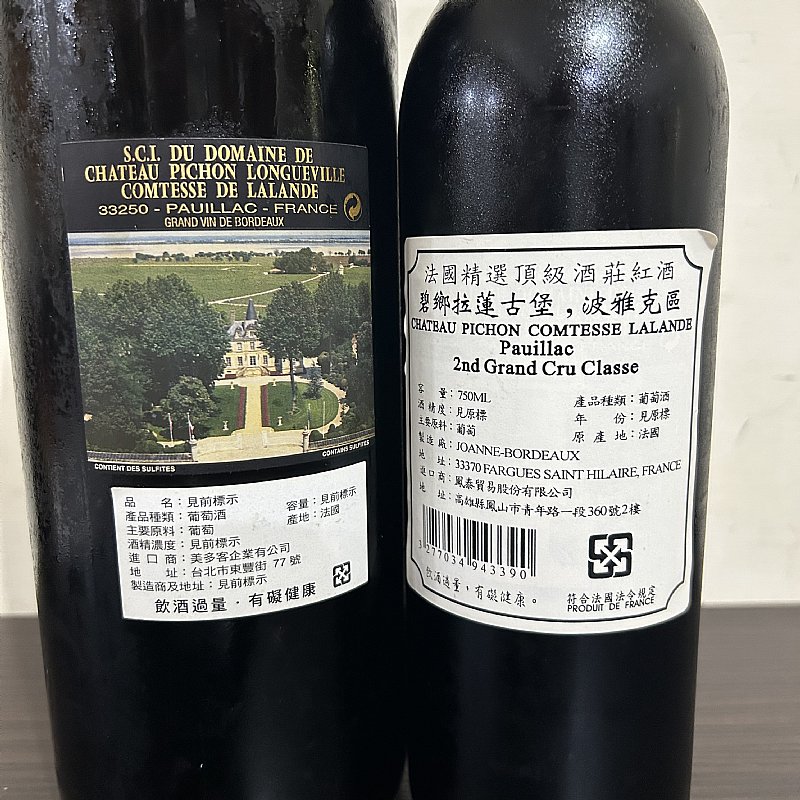 S.C.I. DU DOMAINE DE
CHATEAU PICHON LONGUEVILLE
COMTESSE DE LALANDE
33250 - PAUILLAC - FRANCE
GRAND VIN DE BORDEAUX
CONTIENT DES SULFITES
CONTAINS SULFITES
品名：見前標示
容量：見前標示
產品種類：葡萄酒
產地：法國
主要原料：葡萄
酒精濃度：見前標示
進口商：美多客企業有公司
地址：台北市東豐街 77 號
製造商及地址：見前標示
飲酒過量．有礙健康
法國精選頂級酒莊紅酒
碧鄉拉蓮古堡，波雅克區
CHATEAU PICHON COMTESSE LALANDE
Pauillac
2nd Grand Cru Classe
容量：750ML
產品種類：葡萄酒
酒精度：見原標
年份：見原標
主要原料：葡萄
原產地：法國
製造廠：JOANNE-BORDEAUX
地址：33370 FARGUES SAINT HILAIRE, FRANCE
進口商：鳳泰貿易股份有限公司
地址：高雄縣鳳山市青年路一段360號2樓
3 277034 943390
飲酒過量，有礙健康。
符合法國法令規定
PRODUIT DE FRANCE